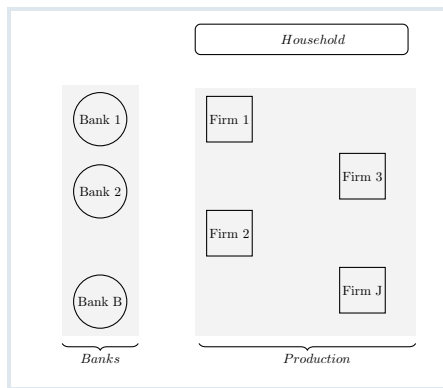 Household
Bank 1
Firm 1
Firm 3
Bank 2
Firm 2
Firm J
Bank B
Banks
Production